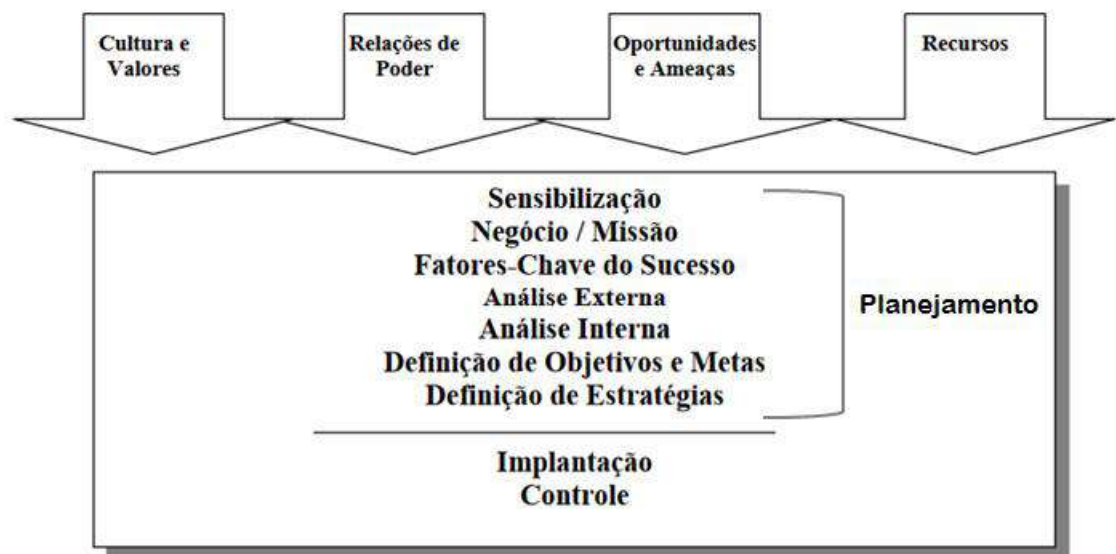 Cultura e
Valores
Relações de
Poder
Oportunidades
e Ameaças
Recursos
Sensibilização
Negócio / Missão
Fatores-Chave do Sucesso
Análise Externa
Análise Interna
Definição de Objetivos e Metas
Definição de Estratégias
Planejamento
Implantação
Controle